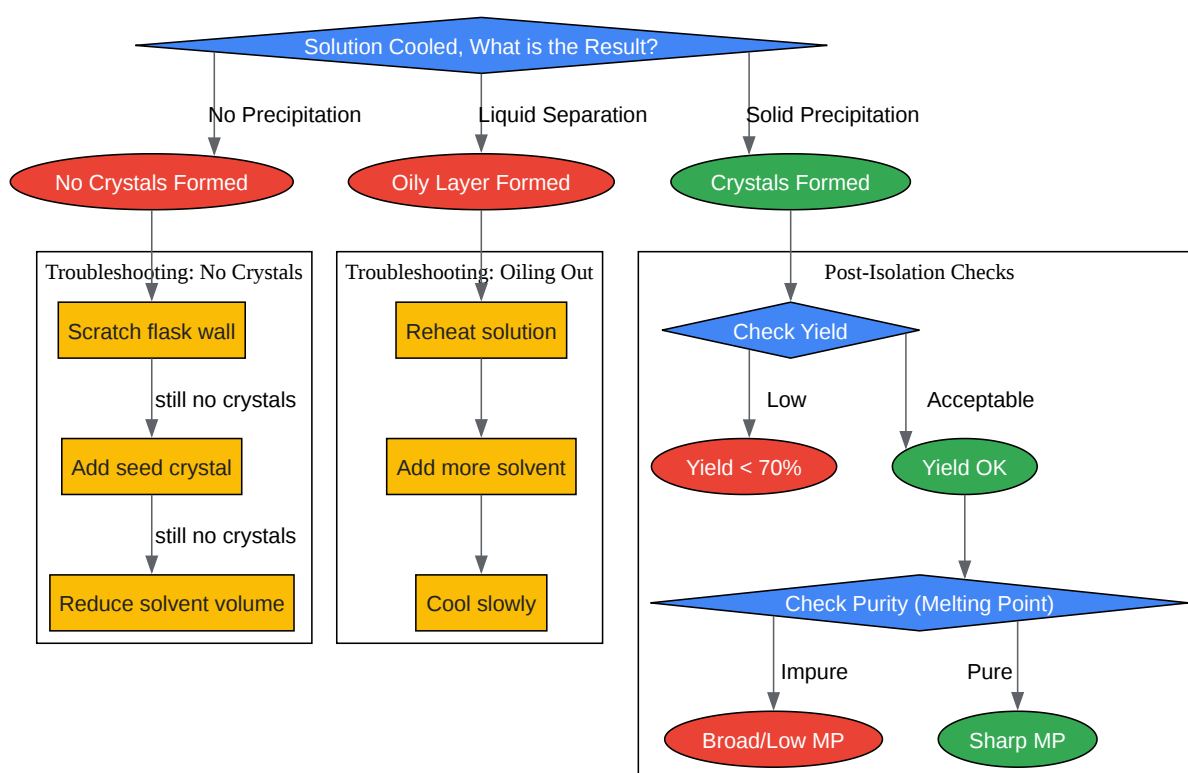 Solution Cooled, What is the Result?
No Precipitation
Liquid Separation
Solid Precipitation
No Crystals Formed
Oily Layer Formed
Crystals Formed
Troubleshooting: No Crystals
Troubleshooting: Oiling Out
Post-Isolation Checks
Scratch flask wall
Reheat solution
Check Yield
still no crystals
Low
Acceptable
Add seed crystal
Add more solvent
Yield < 70%
Yield OK
still no crystals
Reduce solvent volume
Cool slowly
Check Purity (Melting Point)
Impure
Pure
Broad/Low MP
Sharp MP